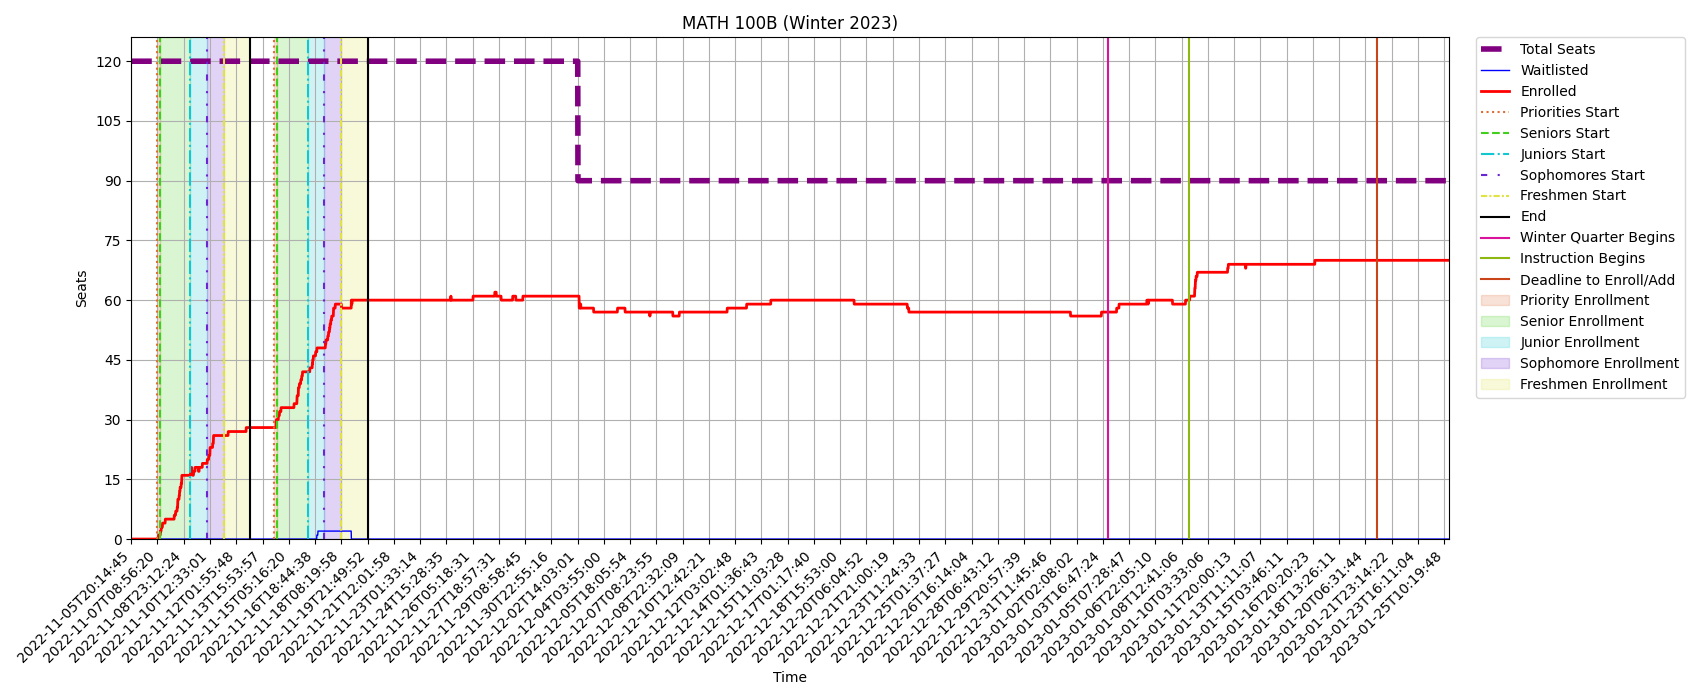 MATH 100B (Winter 2023)
120
105
90
75
60
45
30
15
0
Seats
2022-11-05T20:14:45
2022-11-07T08:56:20
2022-11-08T23:12:24
2022-11-10T12:33:01
2022-11-12T01:55:48
2022-11-13T15:53:57
2022-11-15T05:16:20
2022-11-16T18:44:38
2022-11-18T08:19:58
2022-11-19T21:49:52
2022-11-21T12:01:58
2022-11-23T01:33:14
2022-11-24T15:28:35
2022-11-26T05:18:31
2022-11-27T18:57:31
2022-11-29T08:58:45
2022-11-30T22:55:16
2022-12-02T14:03:01
2022-12-04T03:55:00
2022-12-05T18:05:54
2022-12-07T08:23:55
2022-12-08T22:32:09
2022-12-10T12:42:21
2022-12-12T03:02:48
2022-12-14T01:36:43
2022-12-15T11:03:28
2022-12-17T01:17:40
2022-12-18T15:53:00
2022-12-20T06:04:52
2022-12-21T21:00:19
2022-12-23T11:24:33
2022-12-25T01:37:27
2022-12-26T16:14:04
2022-12-28T06:43:12
2022-12-29T20:57:39
2022-12-31T11:45:46
2023-01-02T02:08:02
2023-01-03T16:47:24
2023-01-05T07:28:47
2023-01-06T22:05:10
2023-01-08T12:41:06
2023-01-10T03:33:06
2023-01-11T20:00:13
2023-01-13T11:11:07
2023-01-15T03:46:11
2023-01-16T20:20:23
2023-01-18T13:26:11
2023-01-20T06:31:44
2023-01-21T23:14:22
2023-01-23T16:11:04
2023-01-25T10:19:48
Time
Total Seats
Waitlisted
Enrolled
Priorities Start
Seniors Start
Juniors Start
Sophomores Start
Freshmen Start
End
Winter Quarter Begins
Instruction Begins
Deadline to Enroll/Add
Priority Enrollment
Senior Enrollment
Junior Enrollment
Sophomore Enrollment
Freshmen Enrollment